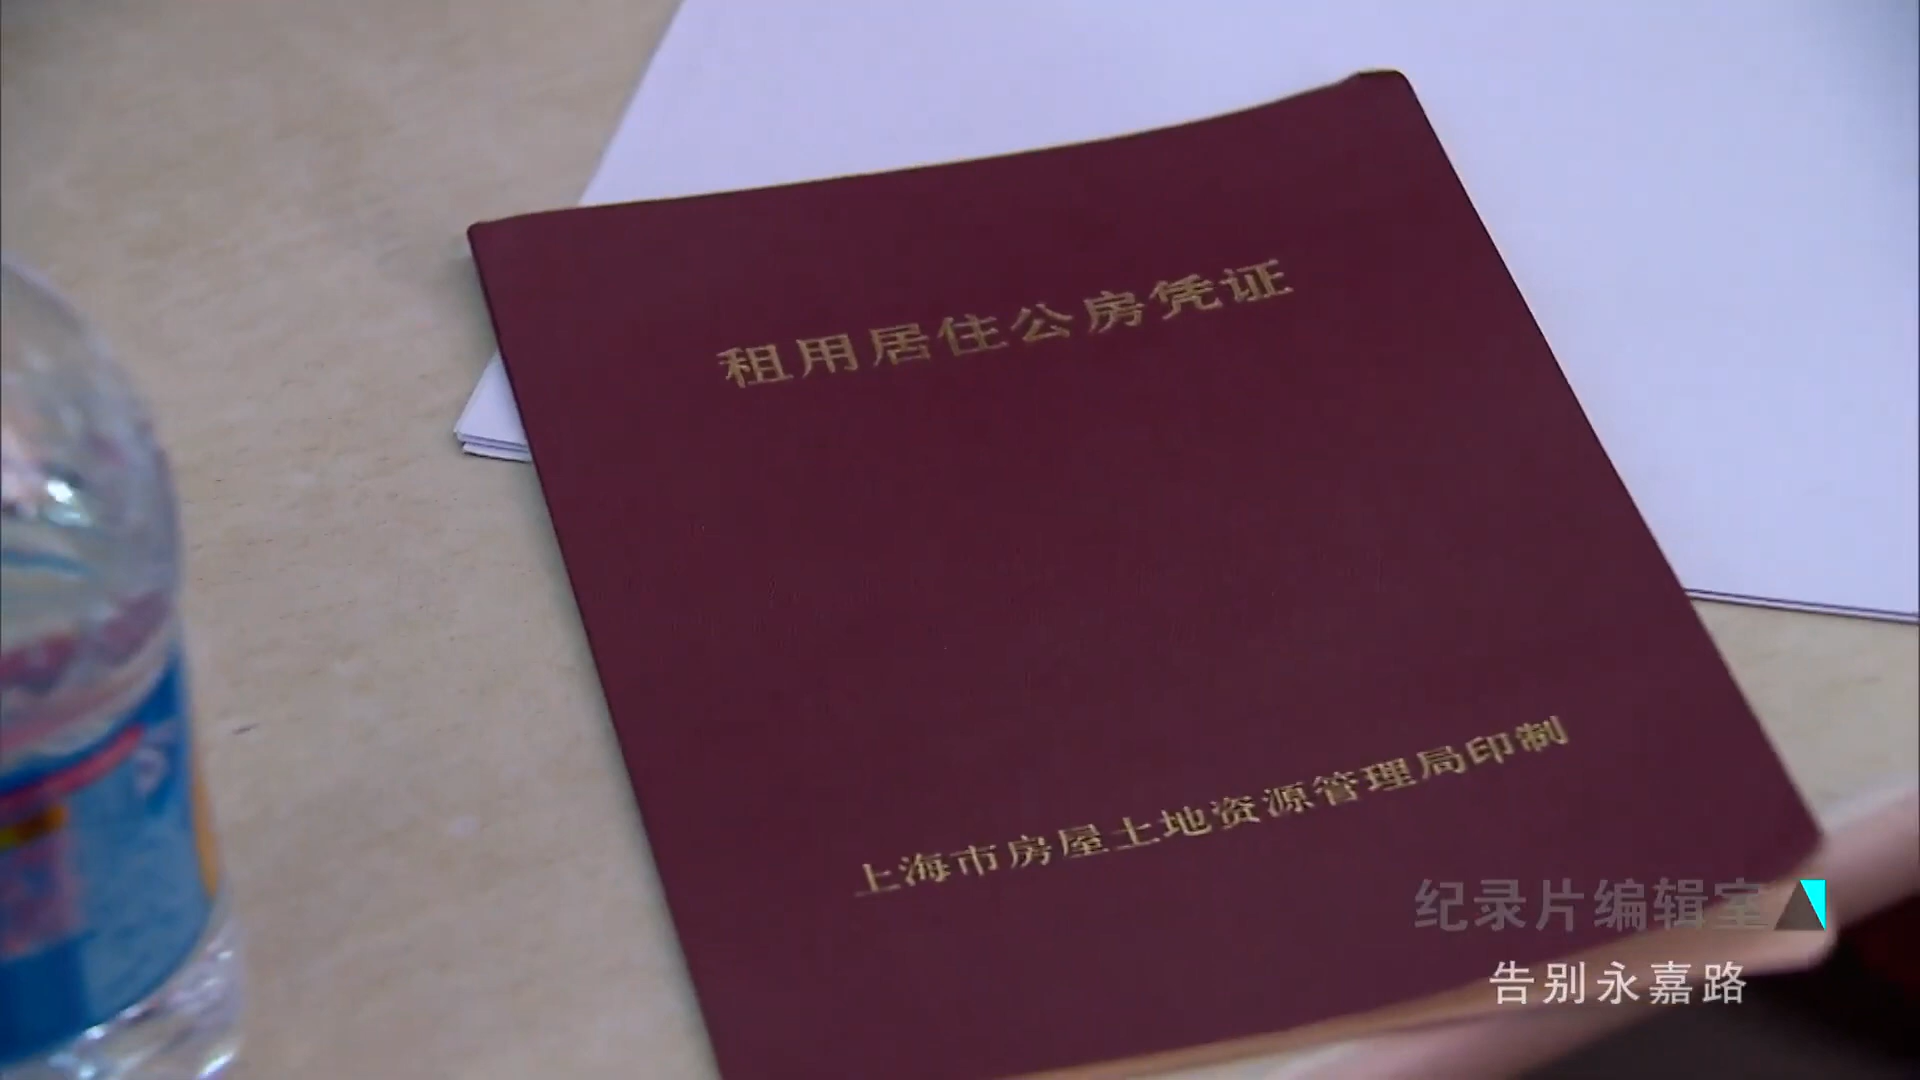 租用居住公房凭证
上海市房屋土地资源管理局印制
纪录片编辑室
告别永嘉路